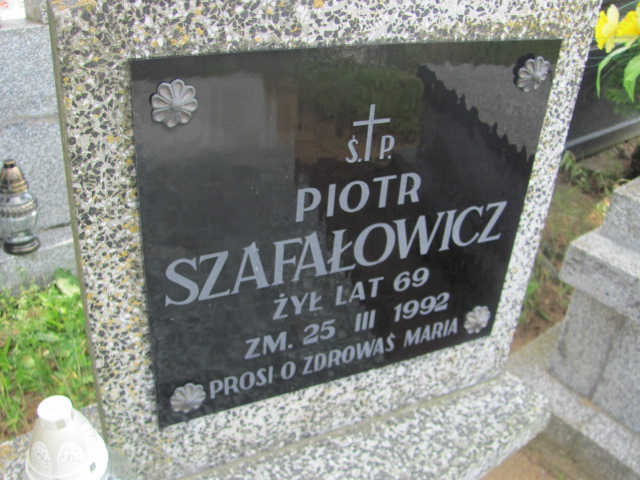 Ś.P.
PIOTR
SZAFAŁOWICZ
ŻYŁ LAT 69
ZM. 25 III 1992
PROSI O ZDROWAŚ MARIA